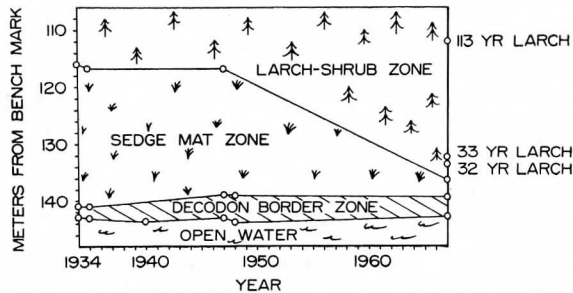 METERS FROM BENCH MARK
110
120
130
140
LARCH-SHRUB ZONE
SEDGE MAT ZONE
DECODON BORDER ZONE
OPEN WATER
113 YR LARCH
33 YR LARCH
32 YR LARCH
1934
1940
1950
1960
YEAR